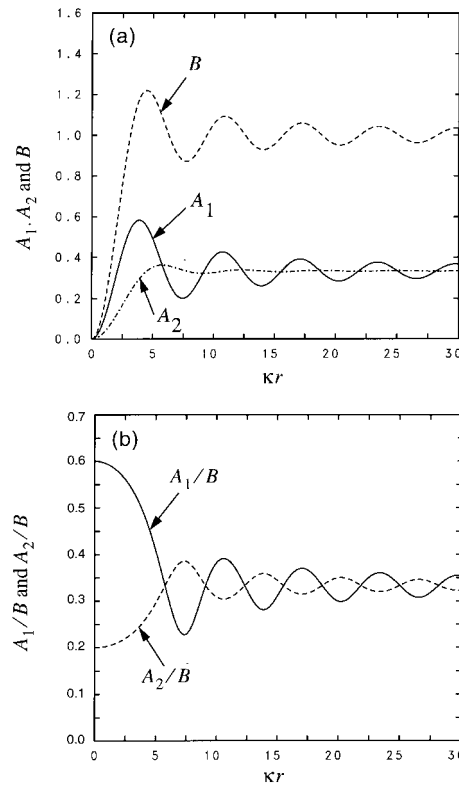 (a)
1.6
1.4
1.2
1.0
0.8
0.6
0.4
0.2
0.0
A₁, A₂ and B
B
A₁
A₂
0 5 10 15 20 25 30
κr
(b)
0.7
0.6
0.5
0.4
0.3
0.2
0.1
0.0
A₁/B and A₂/B
A₁/B
A₂/B
0 5 10 15 20 25 30
κr